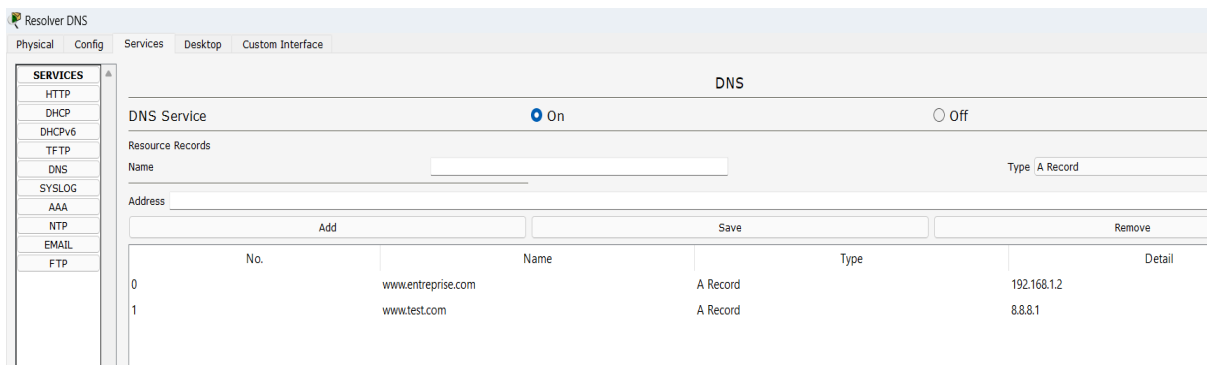 Resolver DNS
Physical Config Services Desktop Custom Interface
SERVICES
HTTP
DHCP
DHCPv6
TFTP
DNS
SYSLOG
AAA
NTP
EMAIL
FTP
DNS
DNS Service On Off
Resource Records
Name Type A Record
Address
Add Save Remove
No. Name Type Detail
0 www.entreprise.com A Record 192.168.1.2
1 www.test.com A Record 8.8.8.1